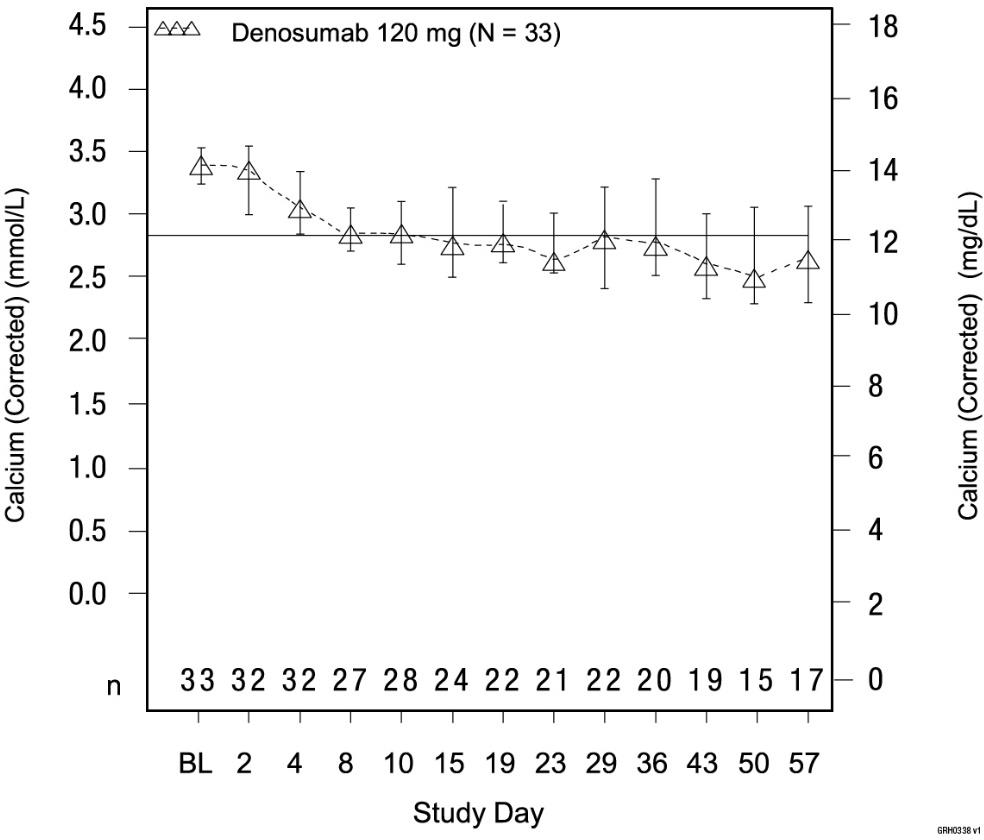 Denosumab 120 mg (N = 33)
4.5
4.0
3.5
3.0
2.5
2.0
1.5
1.0
0.5
0.0
Calcium (Corrected) (mmol/L)
18
16
14
12
10
8
6
4
2
0
Calcium (Corrected) (mg/dL)
n 33 32 32 27 28 24 22 21 22 20 19 15 17
BL 2 4 8 10 15 19 23 29 36 43 50 57
Study Day
GRH0338 v1